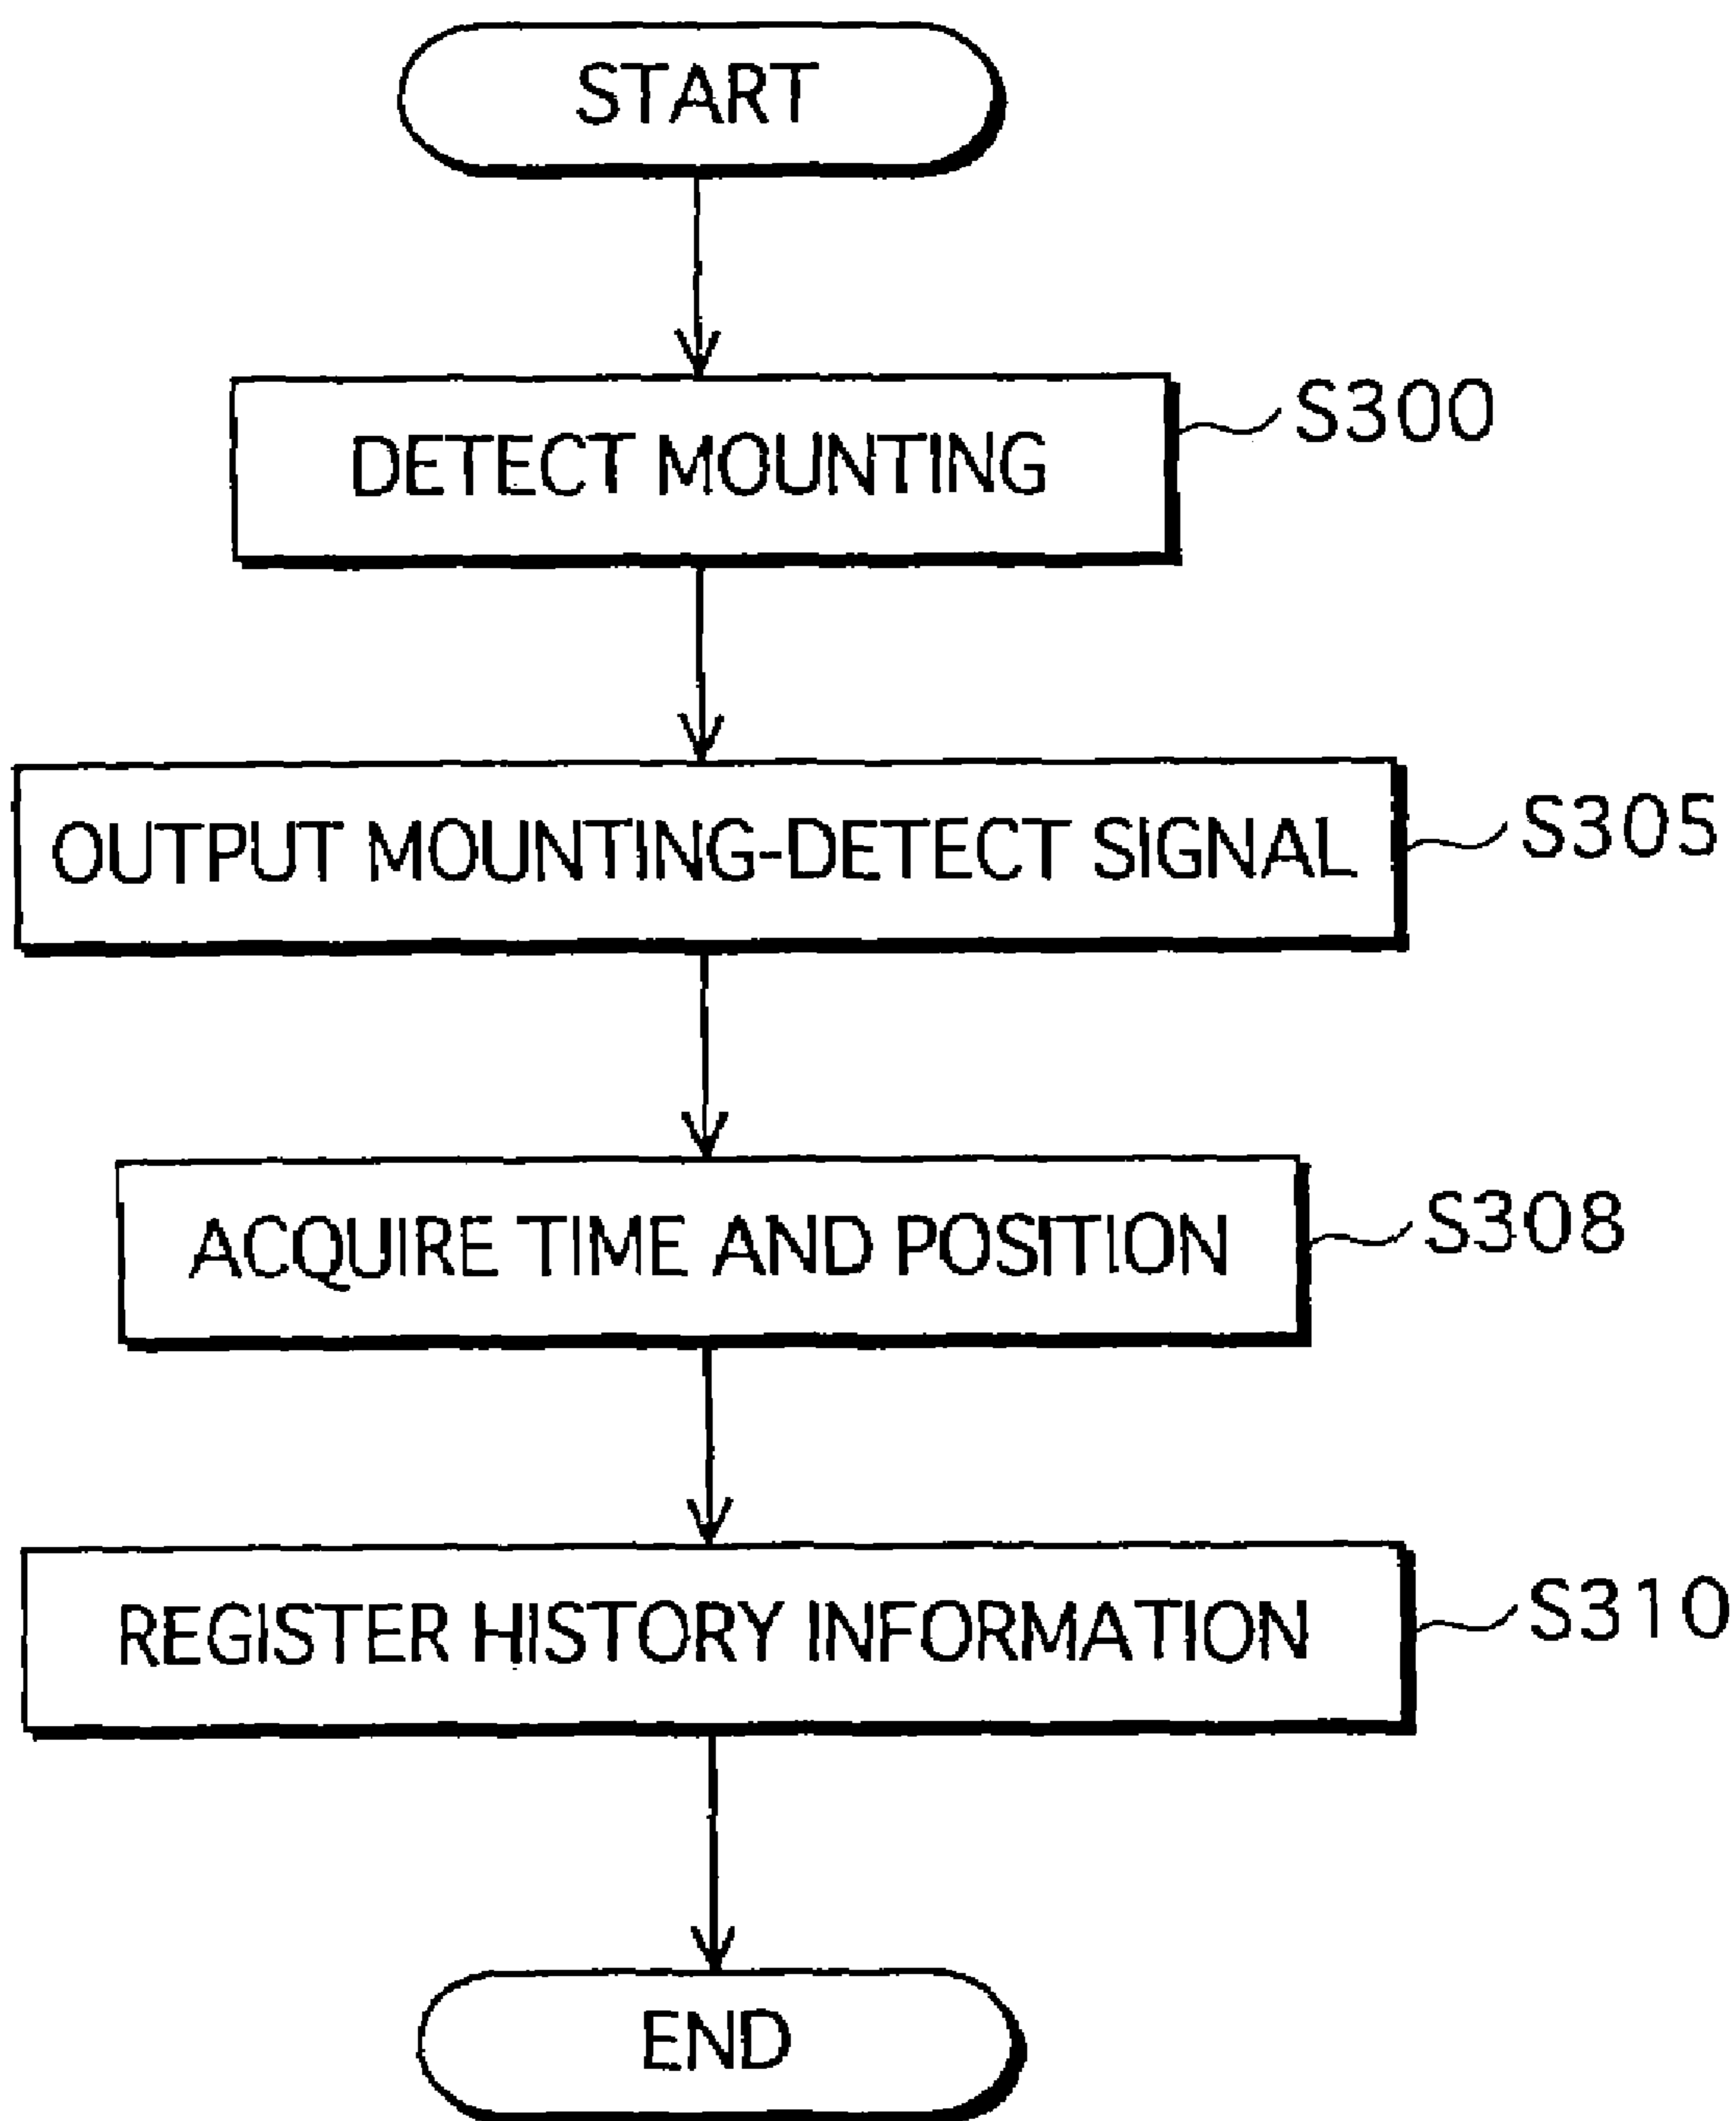 START
DETECT MOUNTING
S300
OUTPUT MOUNTING-DETECT SIGNAL
S305
ACQUIRE TIME AND POSITION
S308
REGISTER HISTORY INFORMATION
S310
END